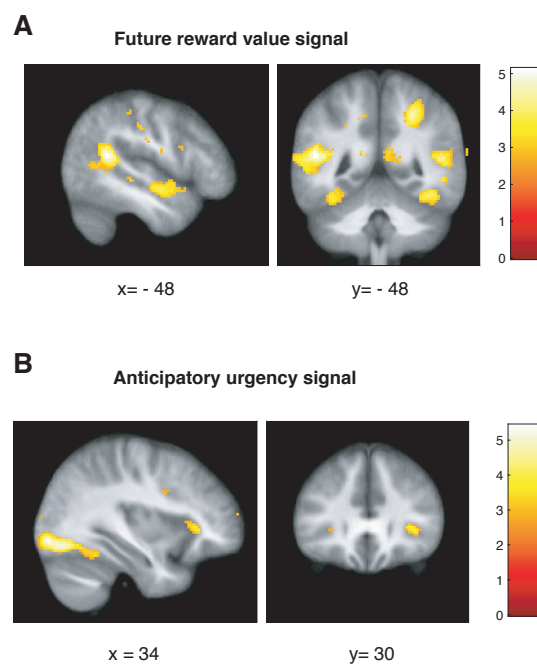 A
Future reward value signal
5
4
3
2
1
0
x= - 48
y= - 48
B
Anticipatory urgency signal
5
4
3
2
1
0
x = 34
y= 30